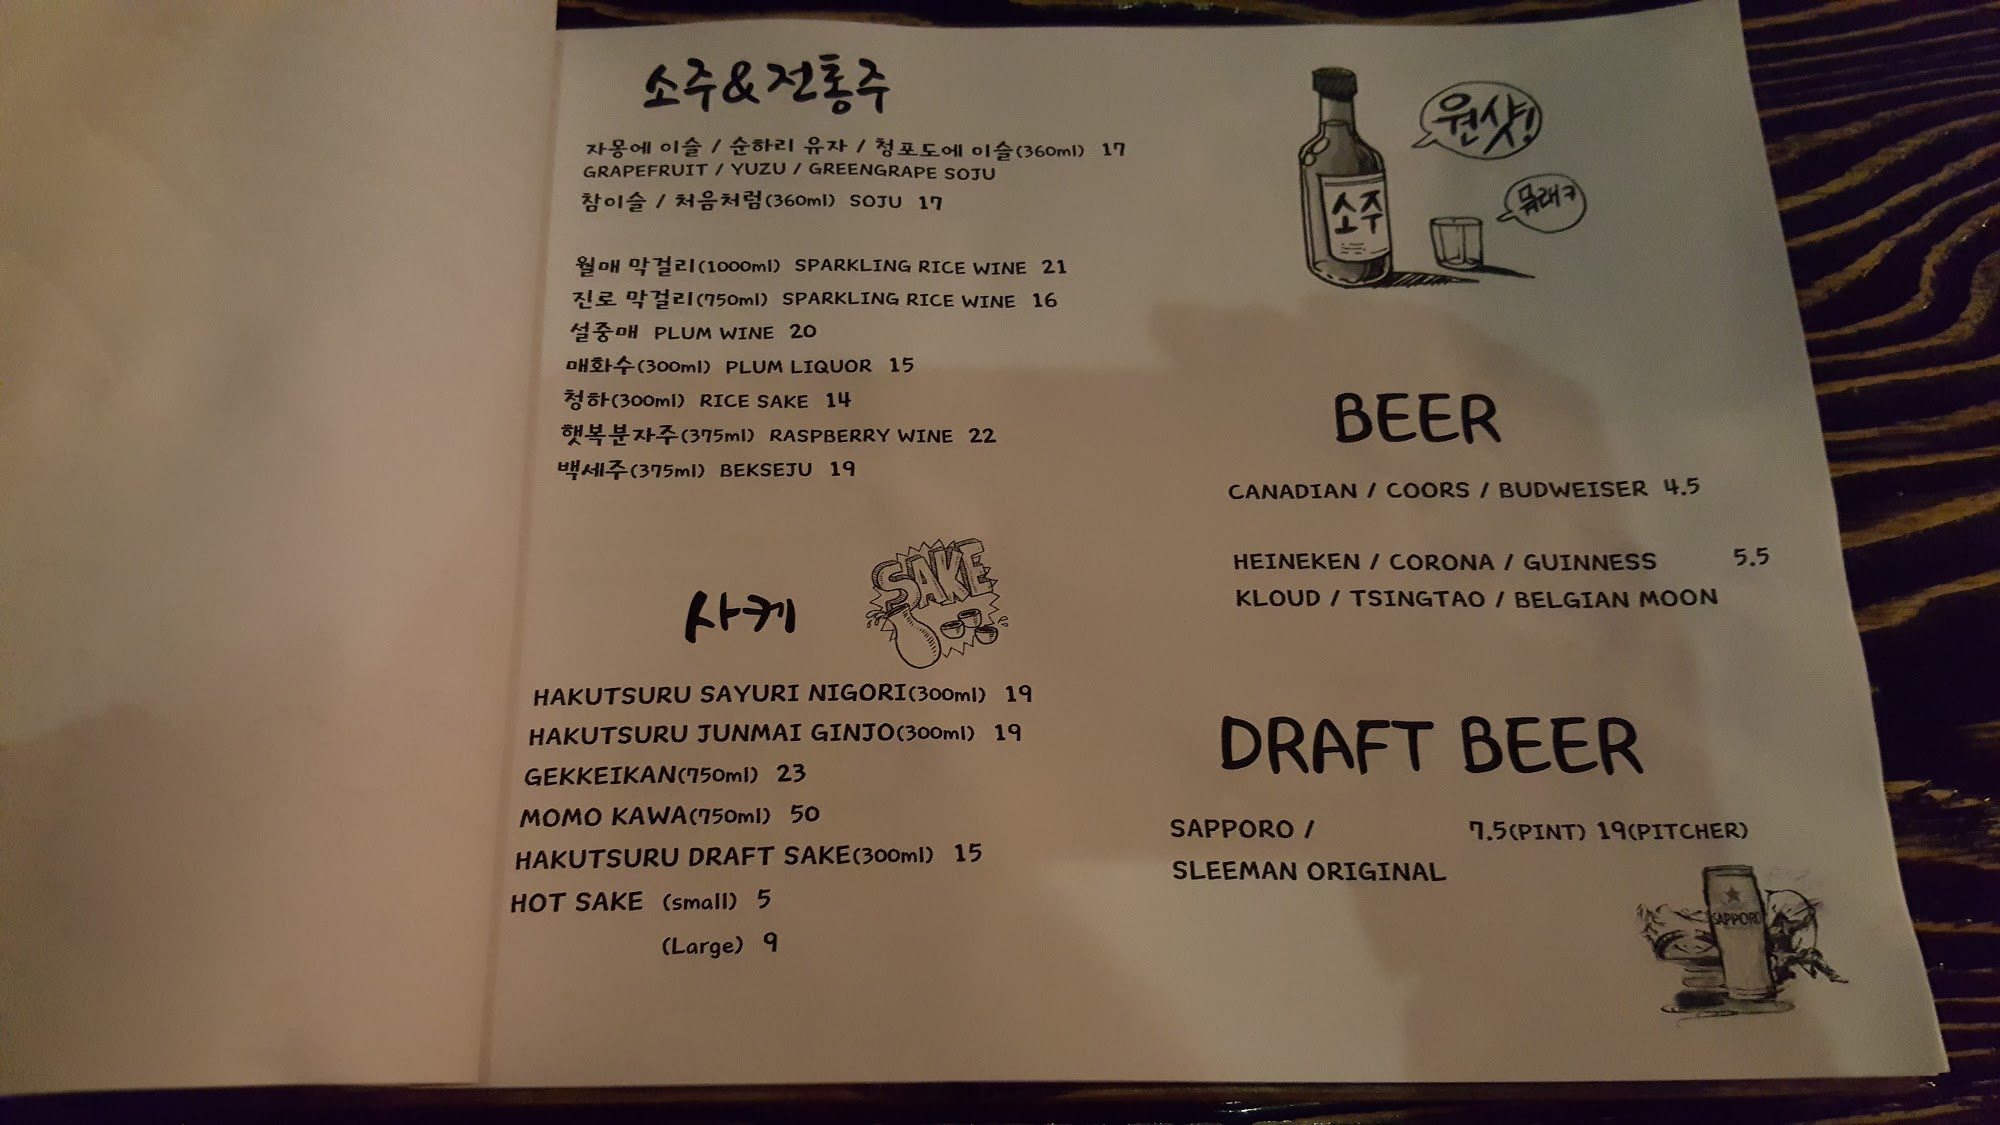 소주&전통주
자몽에 이슬 / 순하리 유자 / 청포도에 이슬(360ml) 17
GRAPEFRUIT / YUZU / GREENGRAPE SOJU
참이슬 / 처음처럼(360ml) SOJU 17
월매 막걸리(1000ml) SPARKLING RICE WINE 21
진로 막걸리(750ml) SPARKLING RICE WINE 16
설중매 PLUM WINE 20
매화수(300ml) PLUM LIQUOR 15
청하(300ml) RICE SAKE 14
햇복분자주(375ml) RASPBERRY WINE 22
백세주(375ml) BEKSEJU 19
사케
SAKE
HAKUTSURU SAYURI NIGORI(300ml) 19
HAKUTSURU JUNMAI GINJO(300ml) 19
GEKKEIKAN(750ml) 23
MOMO KAWA(750ml) 50
HAKUTSURU DRAFT SAKE(300ml) 15
HOT SAKE (small) 5
(Large) 9
원샷!
소주
BEER
CANADIAN / COORS / BUDWEISER 4.5
HEINEKEN / CORONA / GUINNESS 5.5
KLOUD / TSINGTAO / BELGIAN MOON
DRAFT BEER
SAPPORO / 7.5(PINT) 19(PITCHER)
SLEEMAN ORIGINAL
SAPPORO